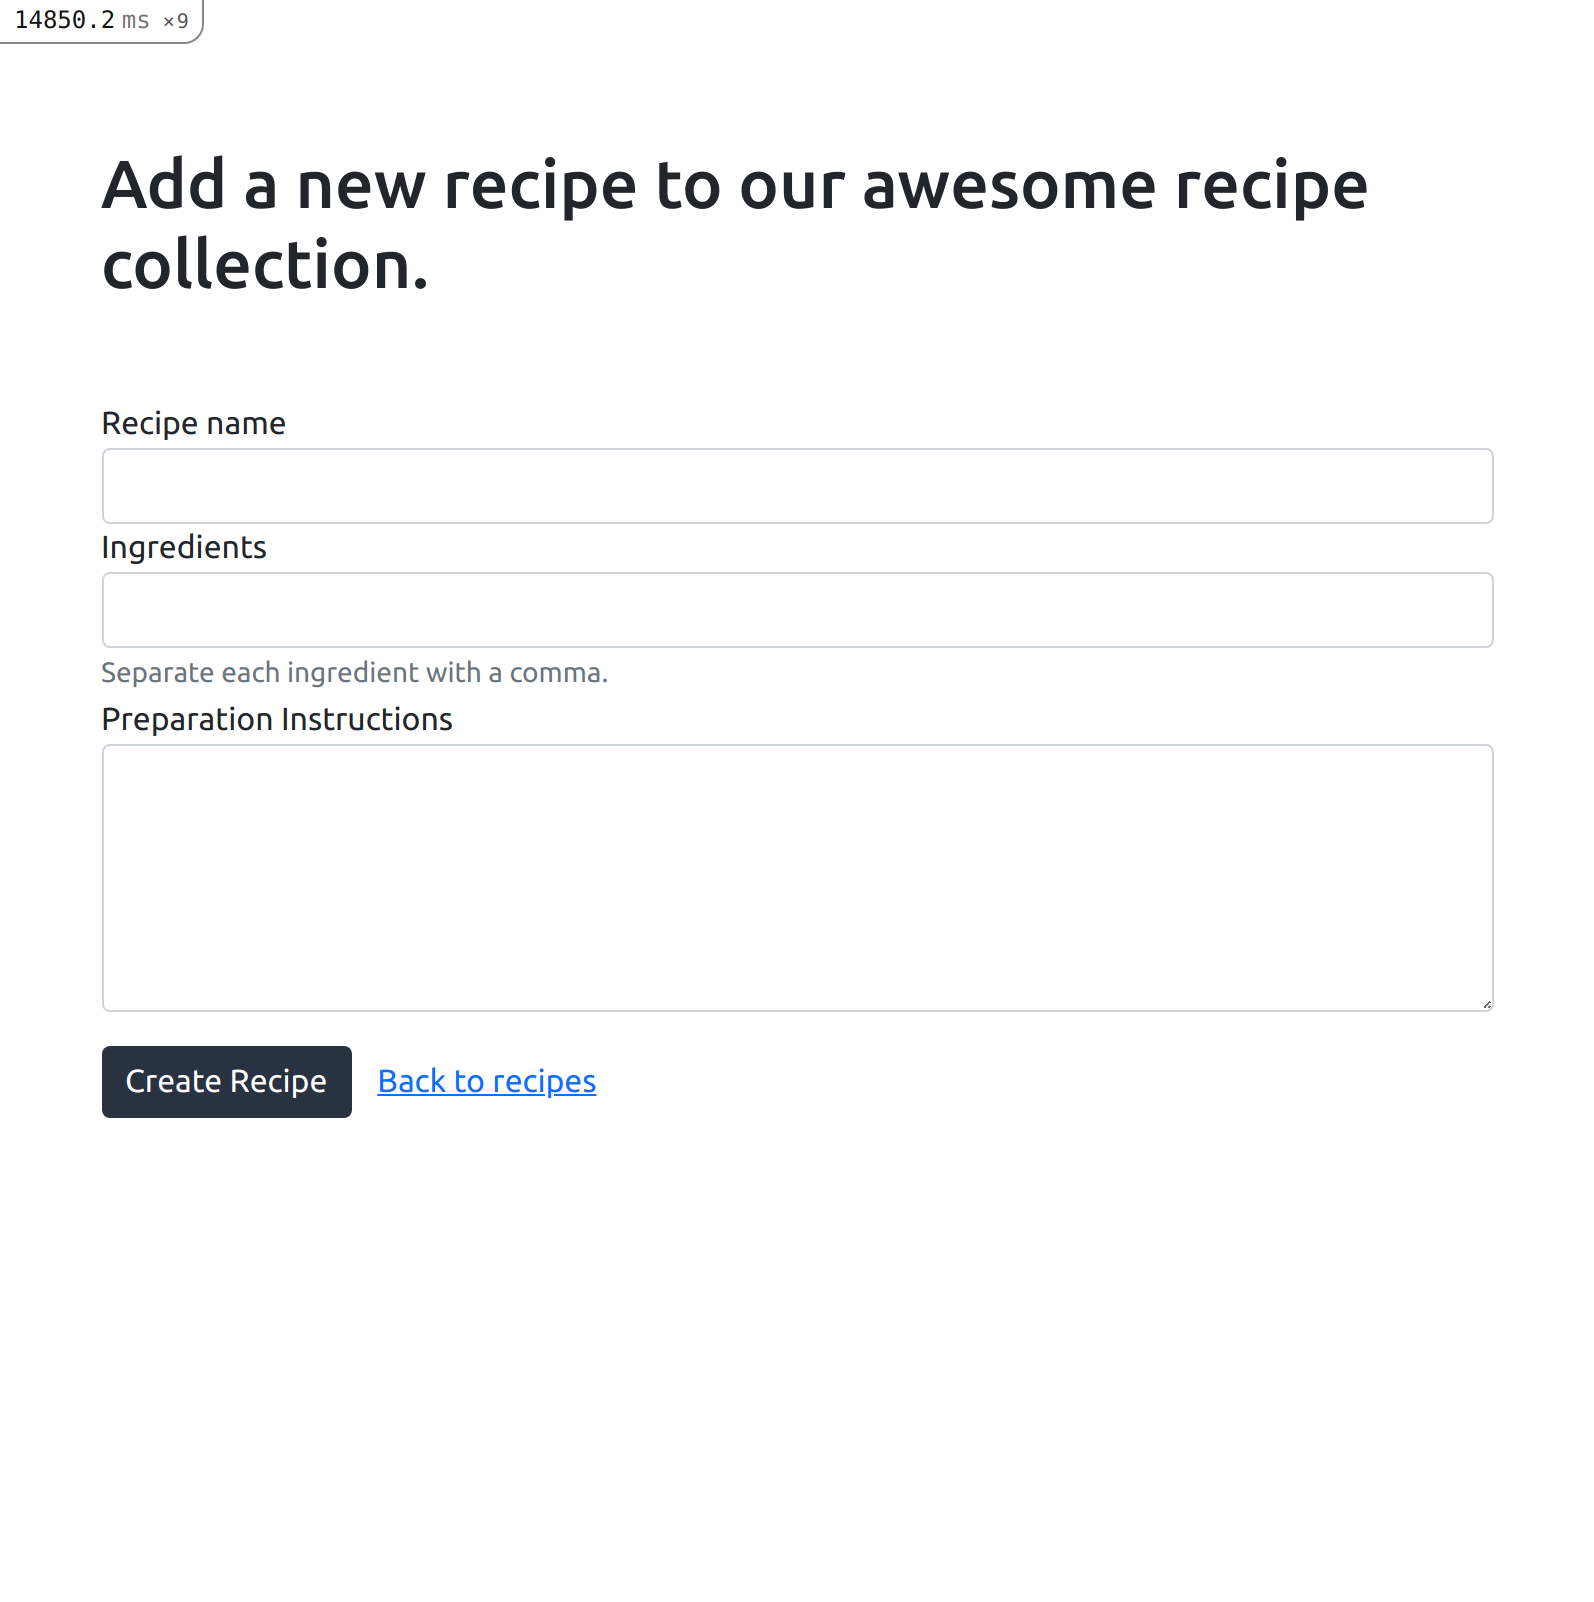 14850.2 ms ×9
Add a new recipe to our awesome recipe
collection.
Recipe name
Ingredients
Separate each ingredient with a comma.
Preparation Instructions
Create Recipe Back to recipes